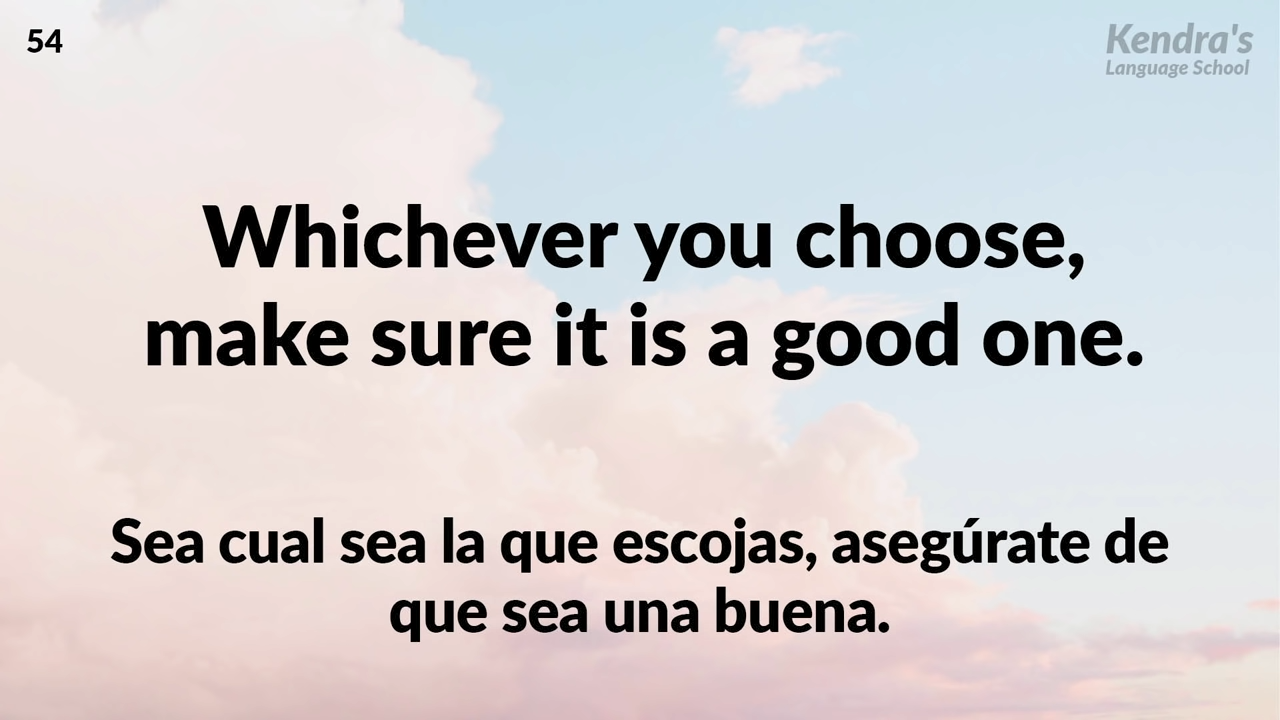 54
Kendra's
Language School
Whichever you choose,
make sure it is a good one.
Sea cual sea la que escojas, asegúrate de
que sea una buena.